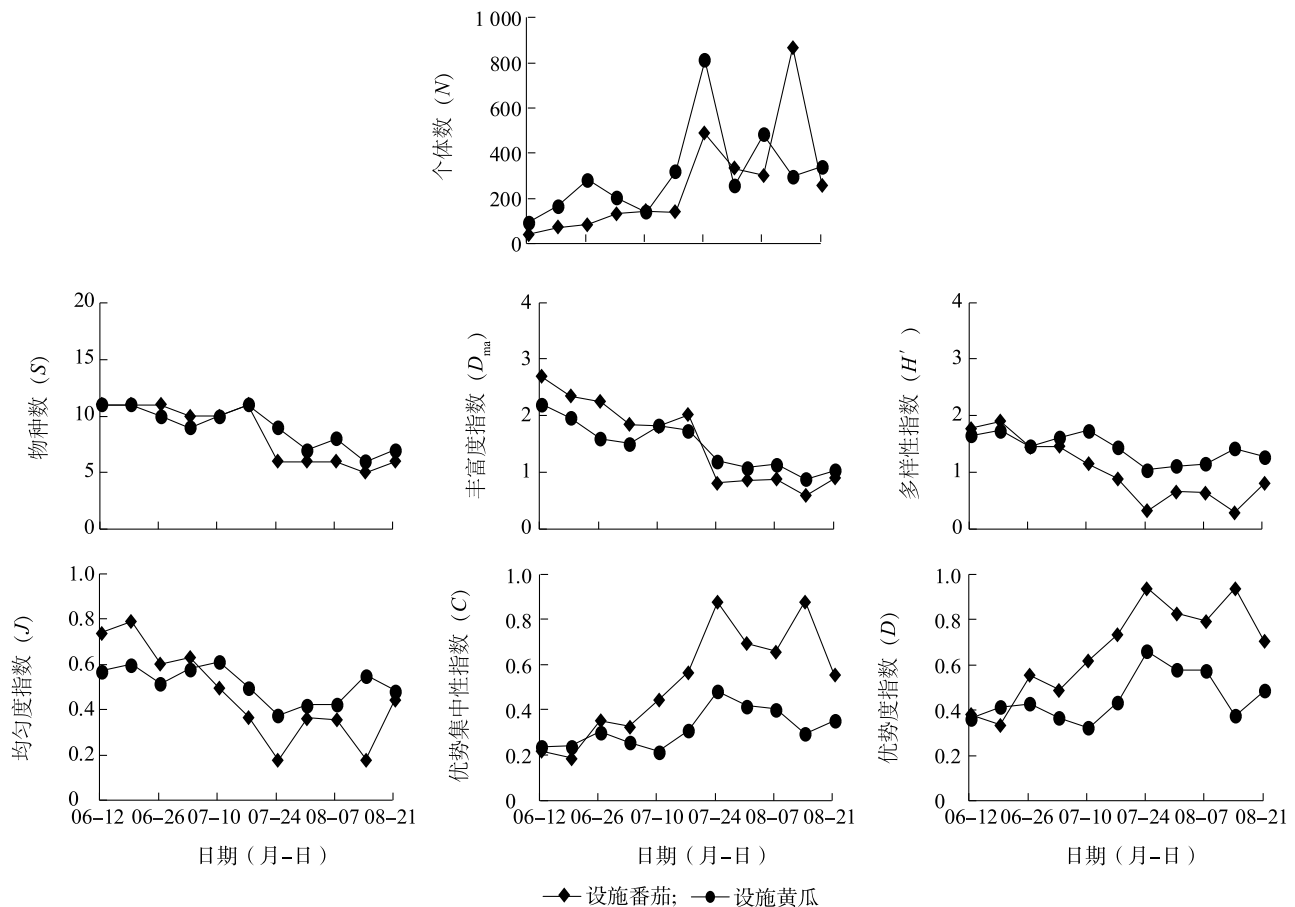 个体数 (N)
1 000
800
600
400
200
0
物种数 (S)
20
15
10
5
0
丰富度指数 (Dma)
4
3
2
1
0
多样性指数 (H′)
4
3
2
1
0
均匀度指数 (J)
1.0
0.8
0.6
0.4
0.2
0
06–12 06–26 07–10 07–24 08–07 08–21
日期（月–日）
优势集中性指数 (C)
1.0
0.8
0.6
0.4
0.2
0
06–12 06–26 07–10 07–24 08–07 08–21
日期（月–日）
优势度指数 (D)
1.0
0.8
0.6
0.4
0.2
0
06–12 06–26 07–10 07–24 08–07 08–21
日期（月–日）
设施番茄; 设施黄瓜